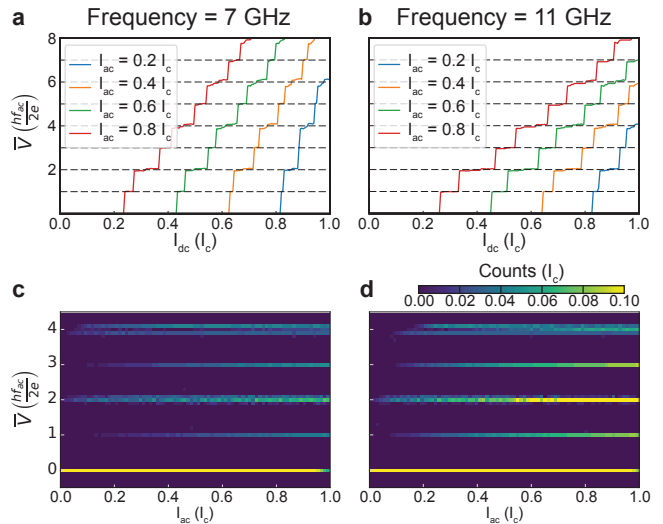 a Frequency = 7 GHz
b Frequency = 11 GHz
8
6
4
2
V̅ (hf_ac/2e)
I_ac = 0.2 I_c
I_ac = 0.4 I_c
I_ac = 0.6 I_c
I_ac = 0.8 I_c
I_ac = 0.2 I_c
I_ac = 0.4 I_c
I_ac = 0.6 I_c
I_ac = 0.8 I_c
0.0 0.2 0.4 0.6 0.8 1.0
I_dc (I_c)
0.0 0.2 0.4 0.6 0.8 1.0
I_dc (I_c)
c
d
Counts (I_c)
0.00 0.02 0.04 0.06 0.08 0.10
4
3
2
1
0
V̅ (hf_ac/2e)
0.0 0.2 0.4 0.6 0.8 1.0
I_ac (I_c)
0.0 0.2 0.4 0.6 0.8 1.0
I_ac (I_c)